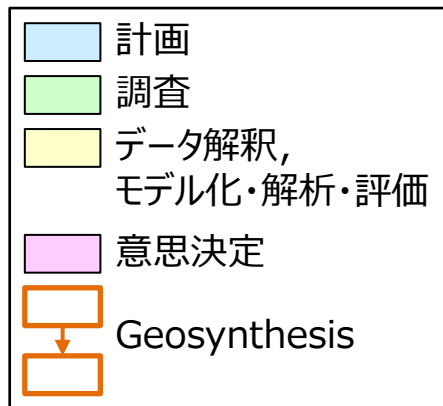 計画
調査
データ解釈,
モデル化・解析・評価
意思決定
Geosynthesis